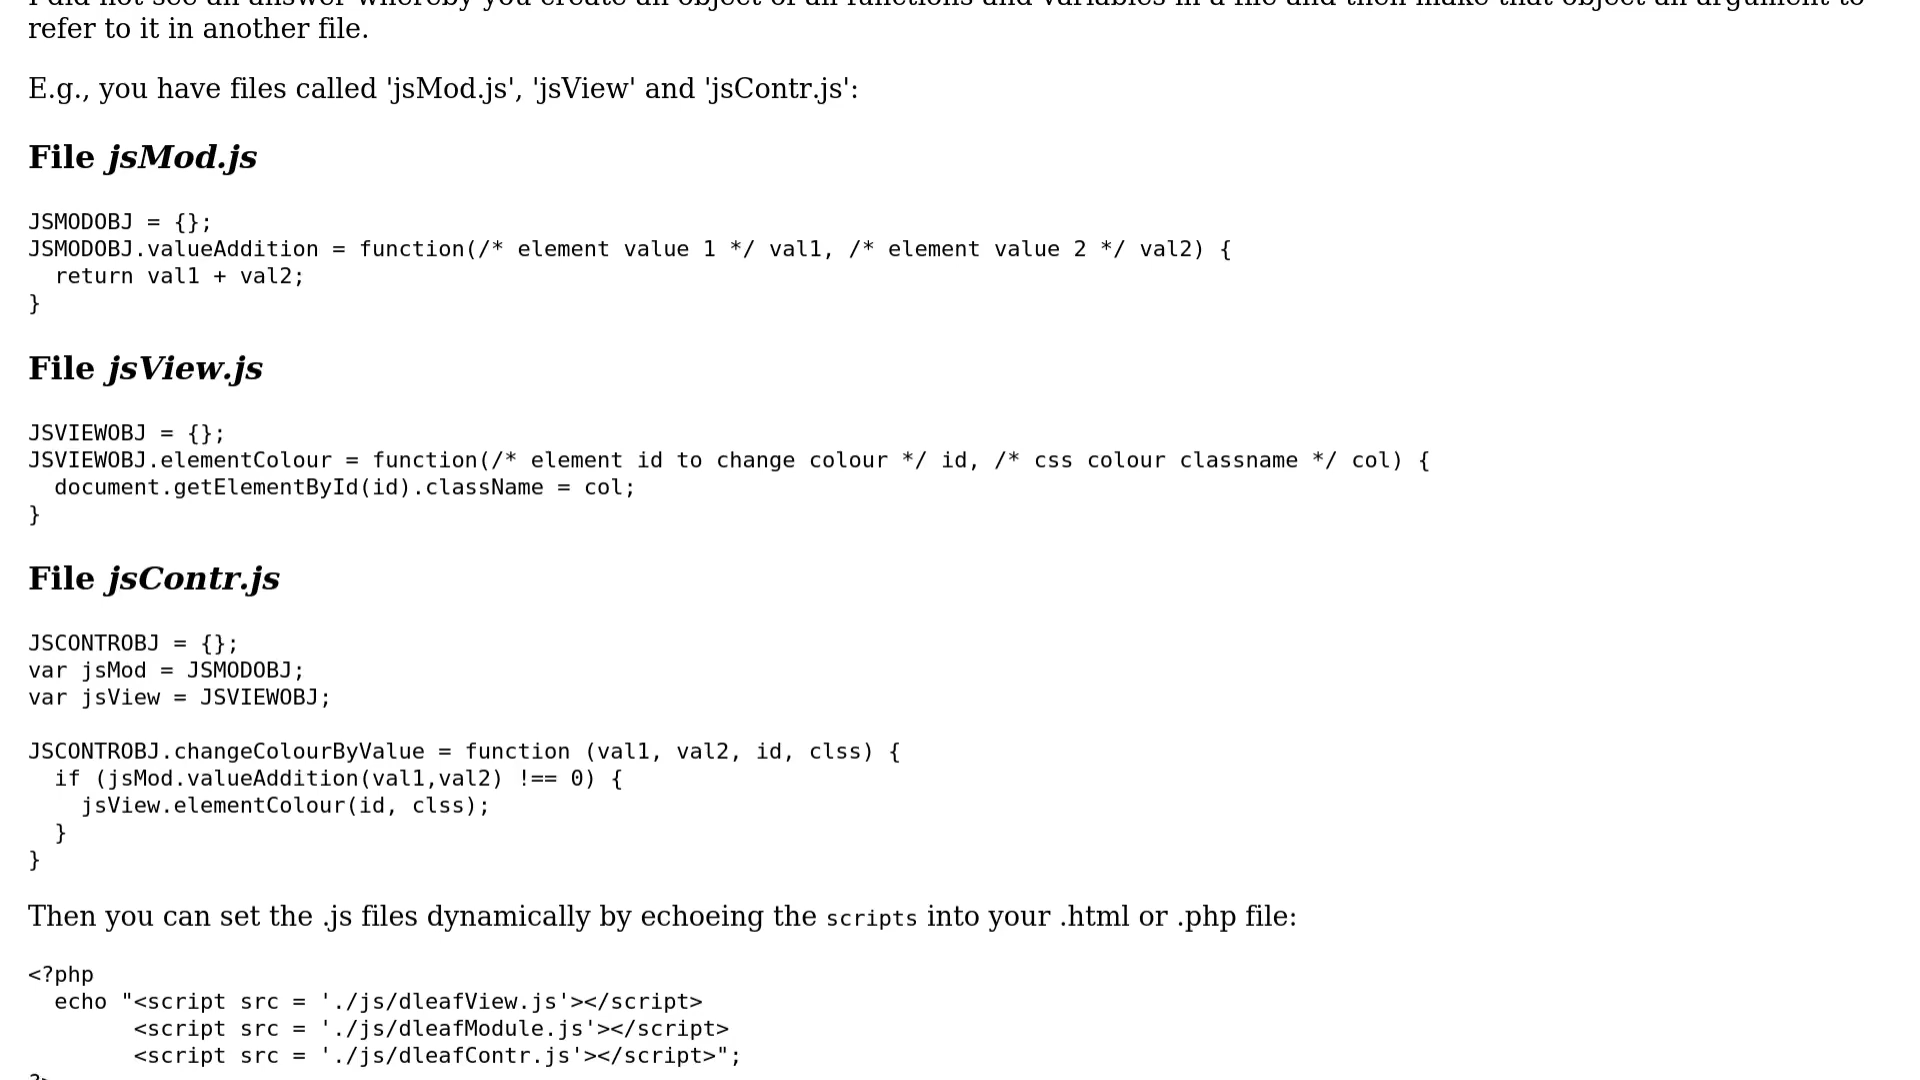 refer to it in another file.
E.g., you have files called 'jsMod.js', 'jsView' and 'jsContr.js':
File jsMod.js
JSMODOBJ = {};
JSMODOBJ.valueAddition = function(/* element value 1 */ val1, /* element value 2 */ val2) {
  return val1 + val2;
}
File jsView.js
JSVIEWOBJ = {};
JSVIEWOBJ.elementColour = function(/* element id to change colour */ id, /* css colour classname */ col) {
  document.getElementById(id).className = col;
}
File jsContr.js
JSCONTROBJ = {};
var jsMod = JSMODOBJ;
var jsView = JSVIEWOBJ;
JSCONTROBJ.changeColourByValue = function (val1, val2, id, clss) {
  if (jsMod.valueAddition(val1,val2) !== 0) {
    jsView.elementColour(id, clss);
  }
}
Then you can set the .js files dynamically by echoeing the scripts into your .html or .php file:
<?php
  echo "<script src = './js/dleafView.js'></script>
        <script src = './js/dleafModule.js'></script>
        <script src = './js/dleafContr.js'></script>";